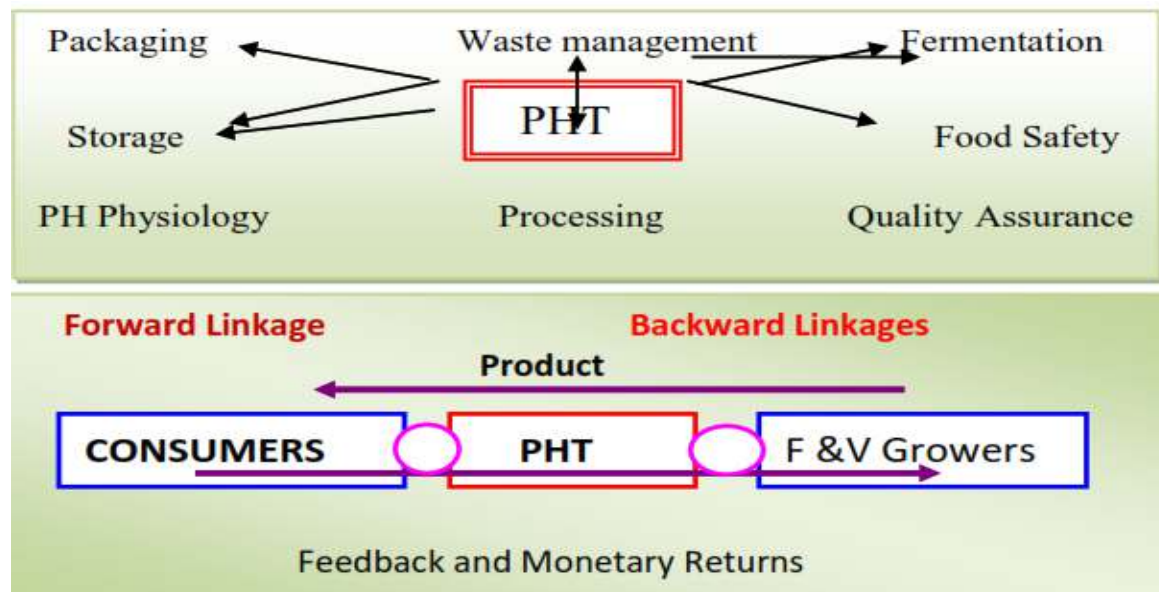 Packaging Waste management Fermentation
PHT
Storage Food Safety
PH Physiology Processing Quality Assurance
Forward Linkage Backward Linkages
Product
CONSUMERS PHT F &V Growers
Feedback and Monetary Returns